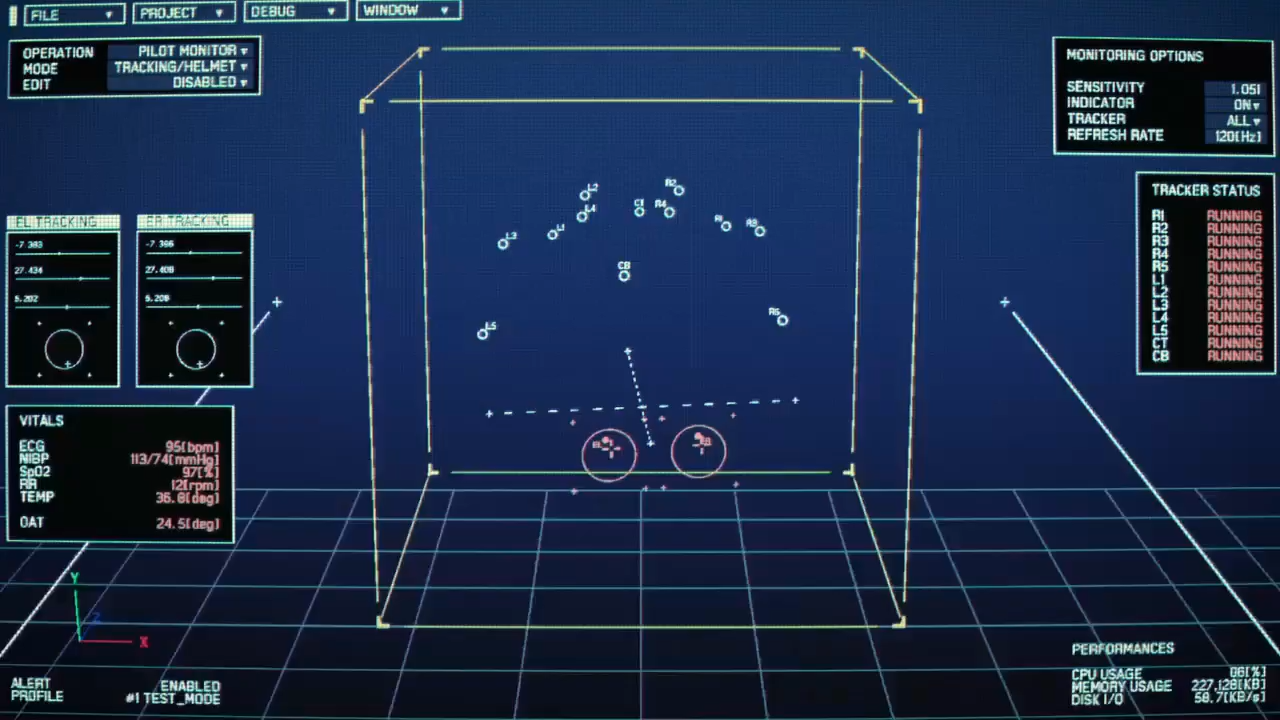 FILE PROJECT DEBUG WINDOW
OPERATION PILOT MONITOR
MODE TRACKING/HELMET
EDIT DISABLED
MONITORING OPTIONS
SENSITIVITY 1.051
INDICATOR ON
TRACKER ALL
REFRESH RATE 120[Hz]
TRACKER STATUS
R1 RUNNING
R2 RUNNING
R3 RUNNING
R4 RUNNING
R5 RUNNING
L1 RUNNING
L2 RUNNING
L3 RUNNING
L4 RUNNING
L5 RUNNING
CT RUNNING
CB RUNNING
EL TRACKING
-7.383
27.434
5.202
ER TRACKING
-7.366
27.408
5.208
L2
R2
L4
CT
R4
L3
L1
R1
R3
CB
L5
R5
VITALS
ECG 95[bpm]
NIBP 113/74[mmHg]
SpO2 97[%]
RR 12[rpm]
TEMP 36.8[deg]
OAT 24.5[deg]
Y
Z
X
ALERT ENABLED
PROFILE #1 TEST_MODE
PERFORMANCES
CPU USAGE 06[%]
MEMORY USAGE 227,128[KB]
DISK I/O 58.7[KB/s]